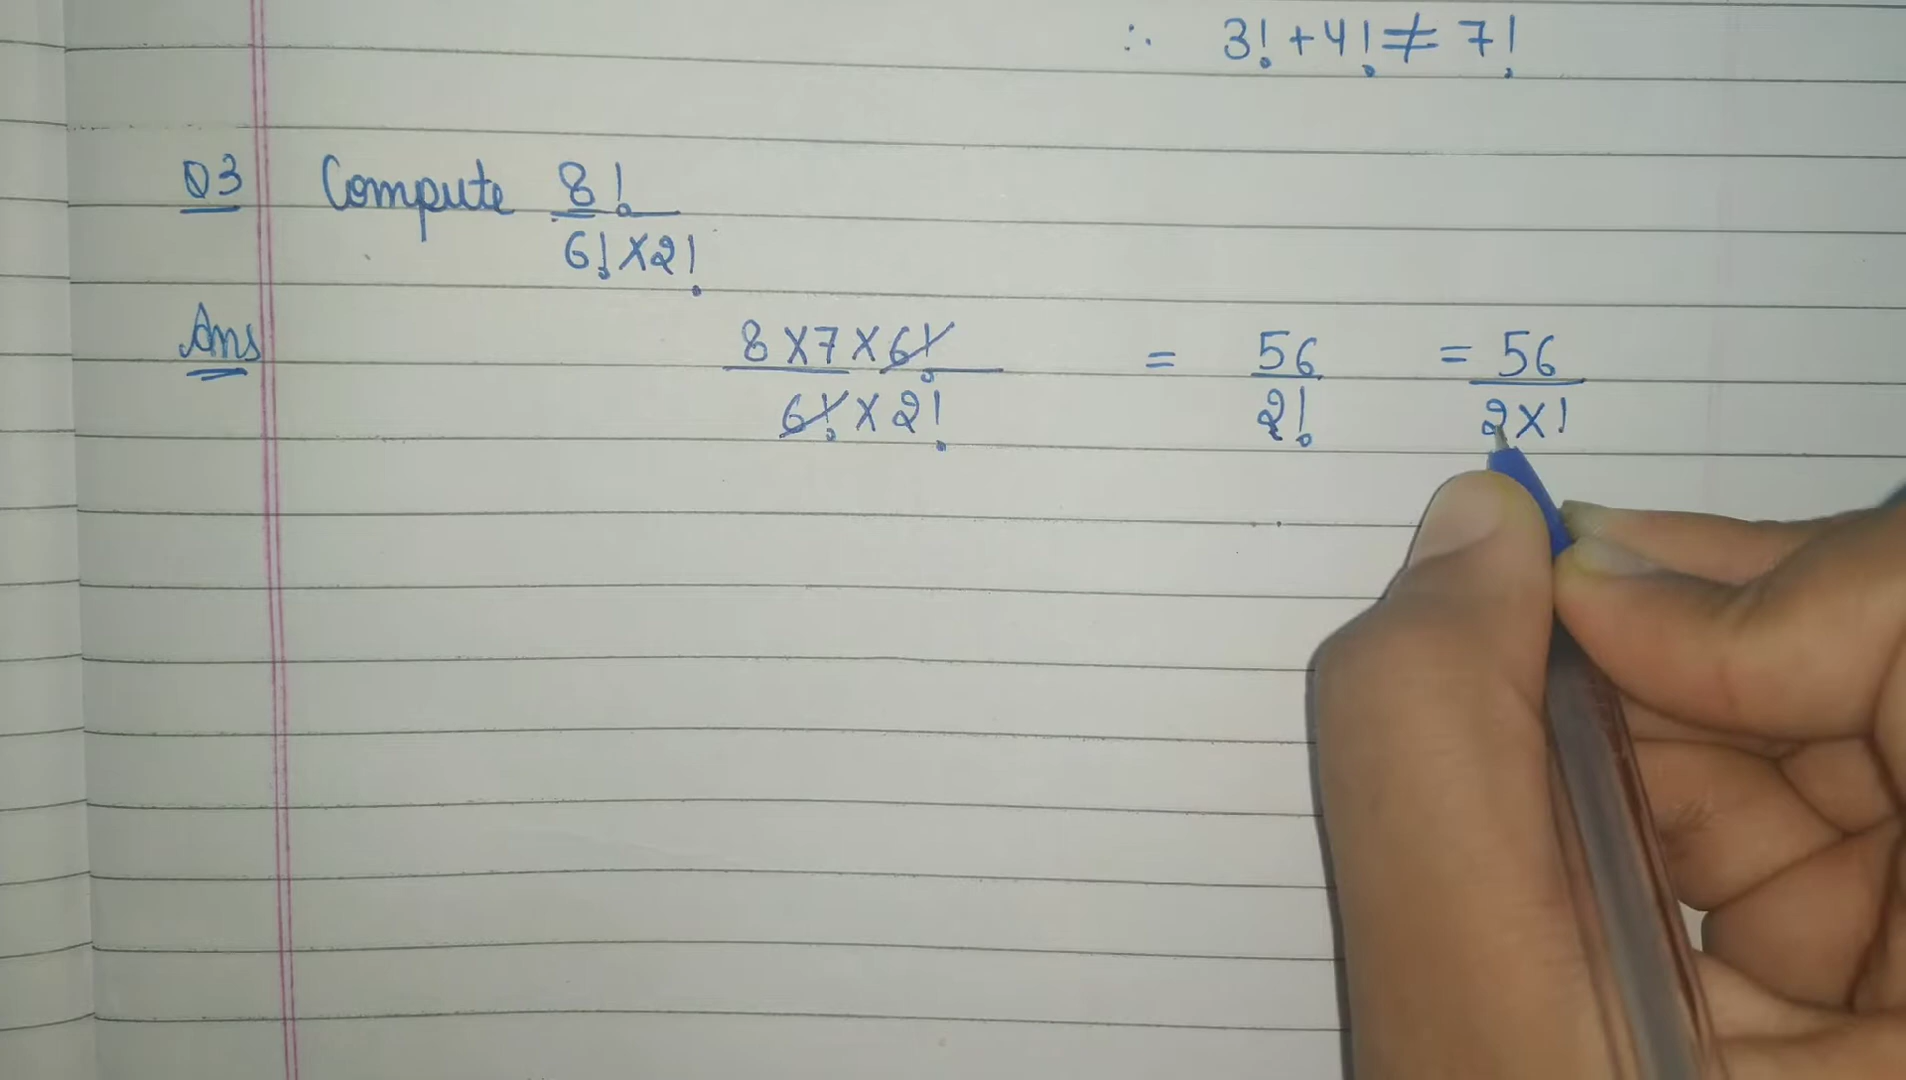 ∴ 3! + 4! ≠ 7!
Q3 Compute 8!
6! × 2!
Ans 8 × 7 × 6! = 56 = 56
6! × 2! 2! 2 × 1